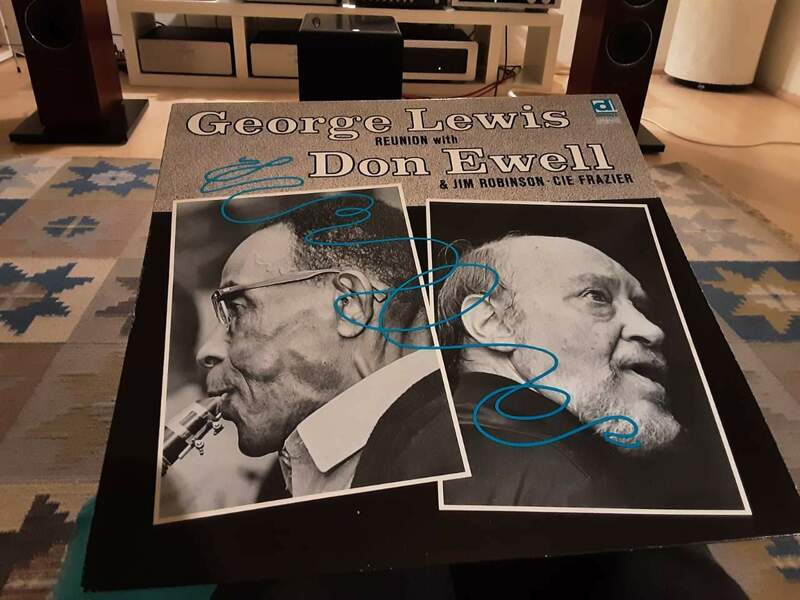 George Lewis
REUNION with
Don Ewell
& JIM ROBINSON · CIE FRAZIER
d